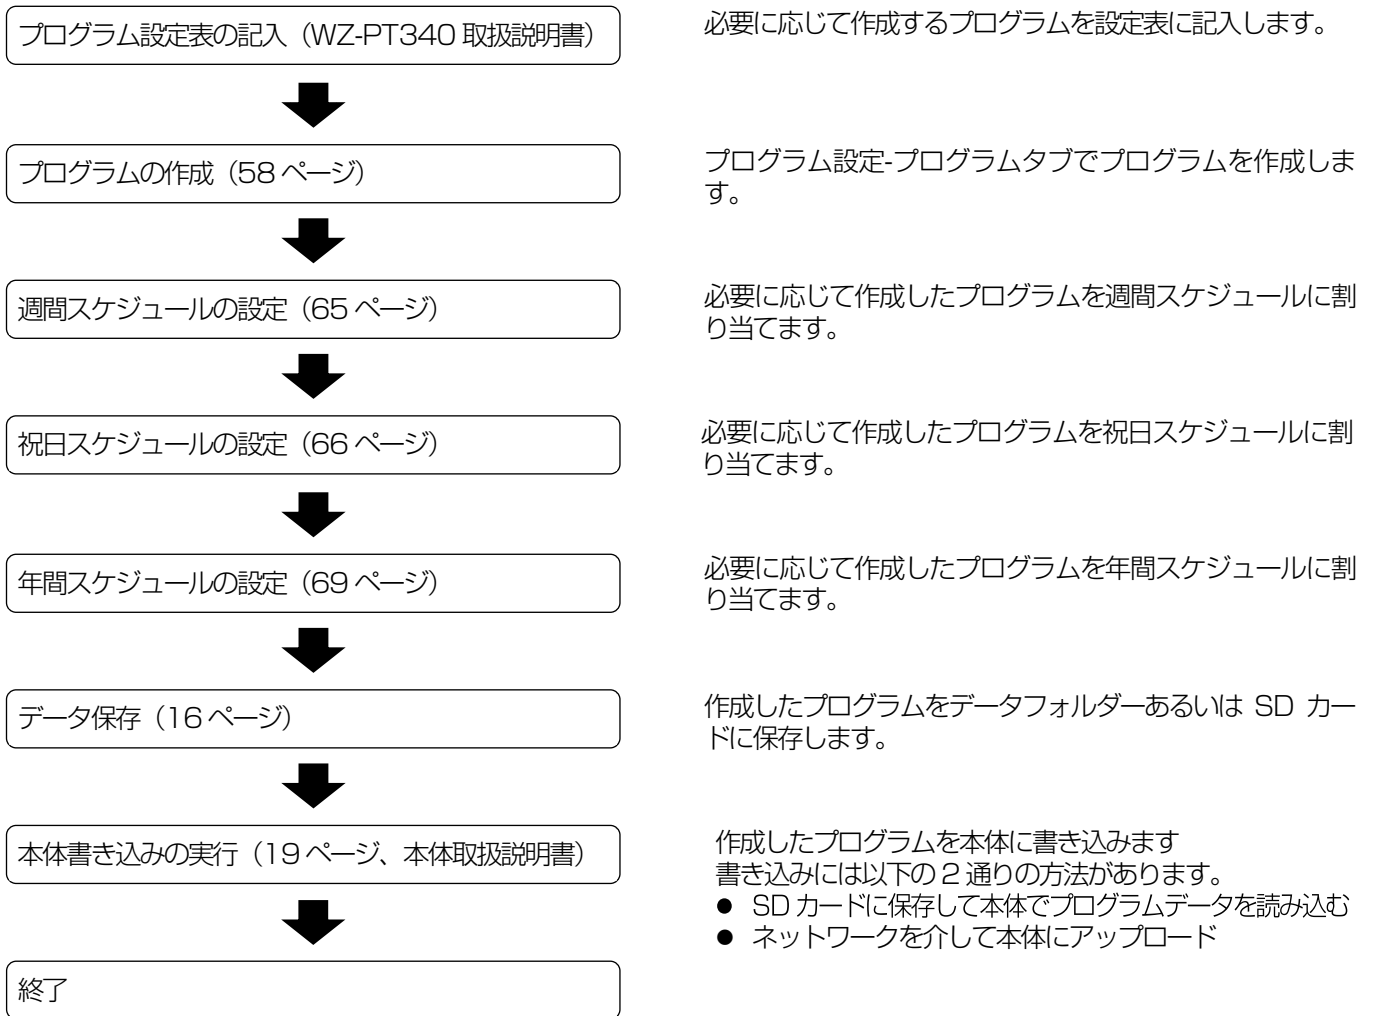 プログラム設定表の記入（WZ-PT340 取扱説明書）
必要に応じて作成するプログラムを設定表に記入します。
プログラムの作成（58 ページ）
プログラム設定-プログラムタブでプログラムを作成しま
す。
週間スケジュールの設定（65 ページ）
必要に応じて作成したプログラムを週間スケジュールに割
り当てます。
祝日スケジュールの設定（66 ページ）
必要に応じて作成したプログラムを祝日スケジュールに割
り当てます。
年間スケジュールの設定（69 ページ）
必要に応じて作成したプログラムを年間スケジュールに割
り当てます。
データ保存（16 ページ）
作成したプログラムをデータフォルダーあるいは SD カー
ドに保存します。
本体書き込みの実行（19 ページ、本体取扱説明書）
作成したプログラムを本体に書き込みます
書き込みには以下の 2 通りの方法があります。
● SD カードに保存して本体でプログラムデータを読み込む
● ネットワークを介して本体にアップロード
終了